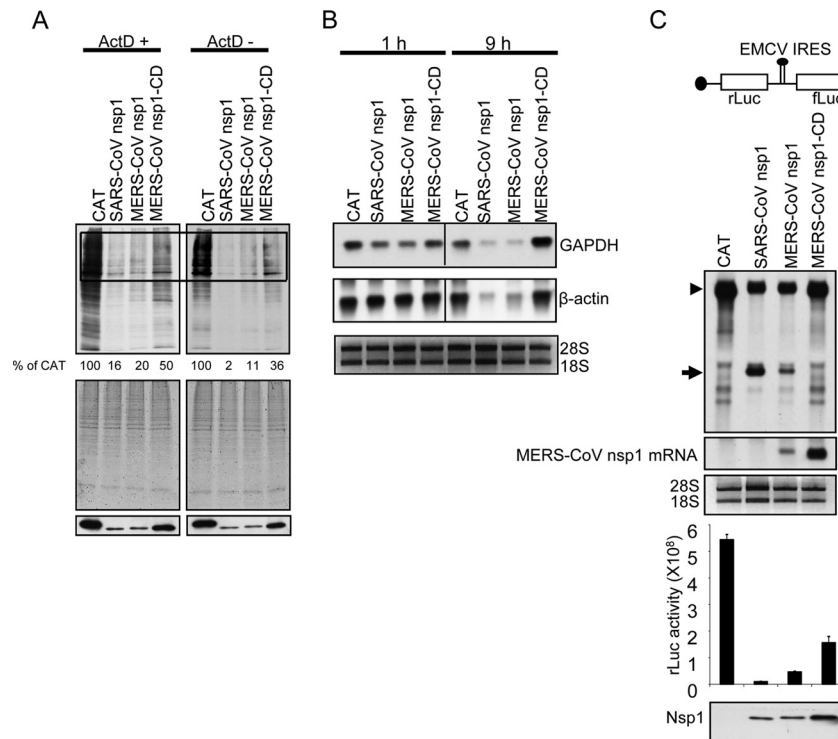 A
ActD +
ActD -
CAT
SARS-CoV nsp1
MERS-CoV nsp1
MERS-CoV nsp1-CD
CAT
SARS-CoV nsp1
MERS-CoV nsp1
MERS-CoV nsp1-CD
% of CAT 100 16 20 50 100 2 11 36
B
1 h
9 h
CAT
SARS-CoV nsp1
MERS-CoV nsp1
MERS-CoV nsp1-CD
CAT
SARS-CoV nsp1
MERS-CoV nsp1
MERS-CoV nsp1-CD
GAPDH
β-actin
28S
18S
C
EMCV IRES
rLuc
fLuc
CAT
SARS-CoV nsp1
MERS-CoV nsp1
MERS-CoV nsp1-CD
MERS-CoV nsp1 mRNA
28S
18S
rLuc activity (X10⁸)
6
5
4
3
2
1
0
Nsp1